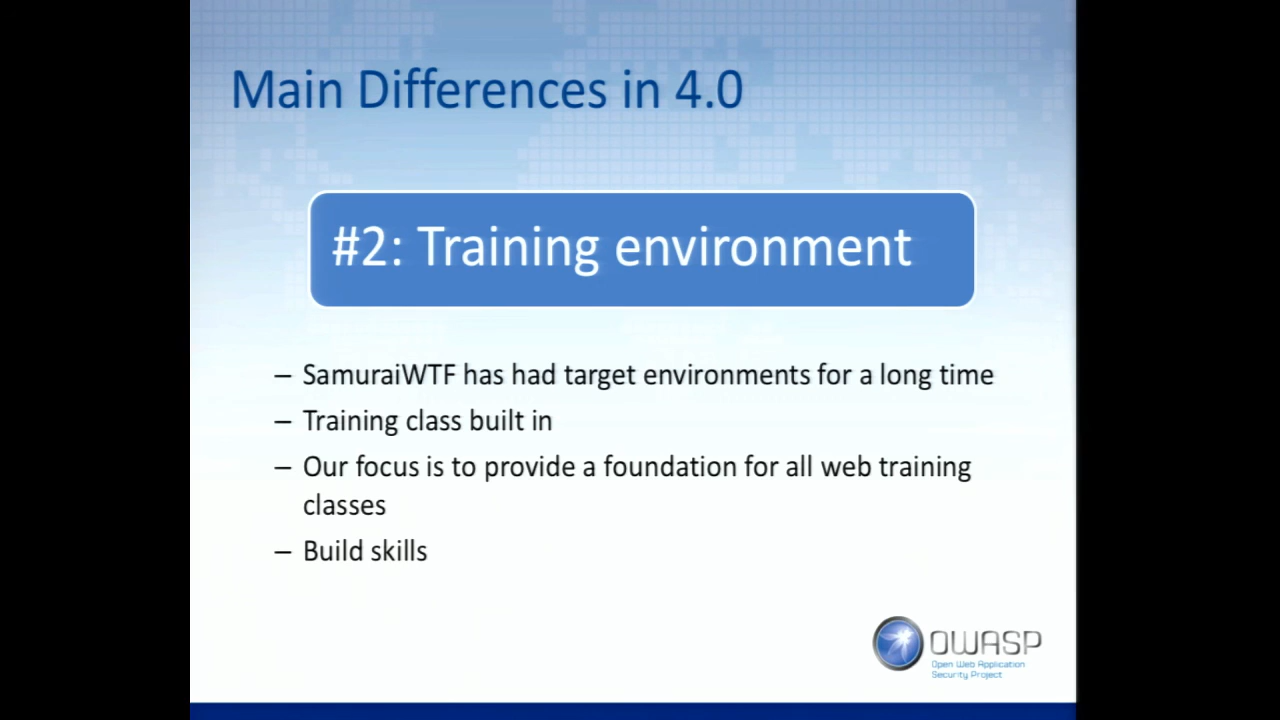 Main Differences in 4.0
#2: Training environment
– SamuraiWTF has had target environments for a long time
– Training class built in
– Our focus is to provide a foundation for all web training
classes
– Build skills
OWASP
Open Web Application
Security Project